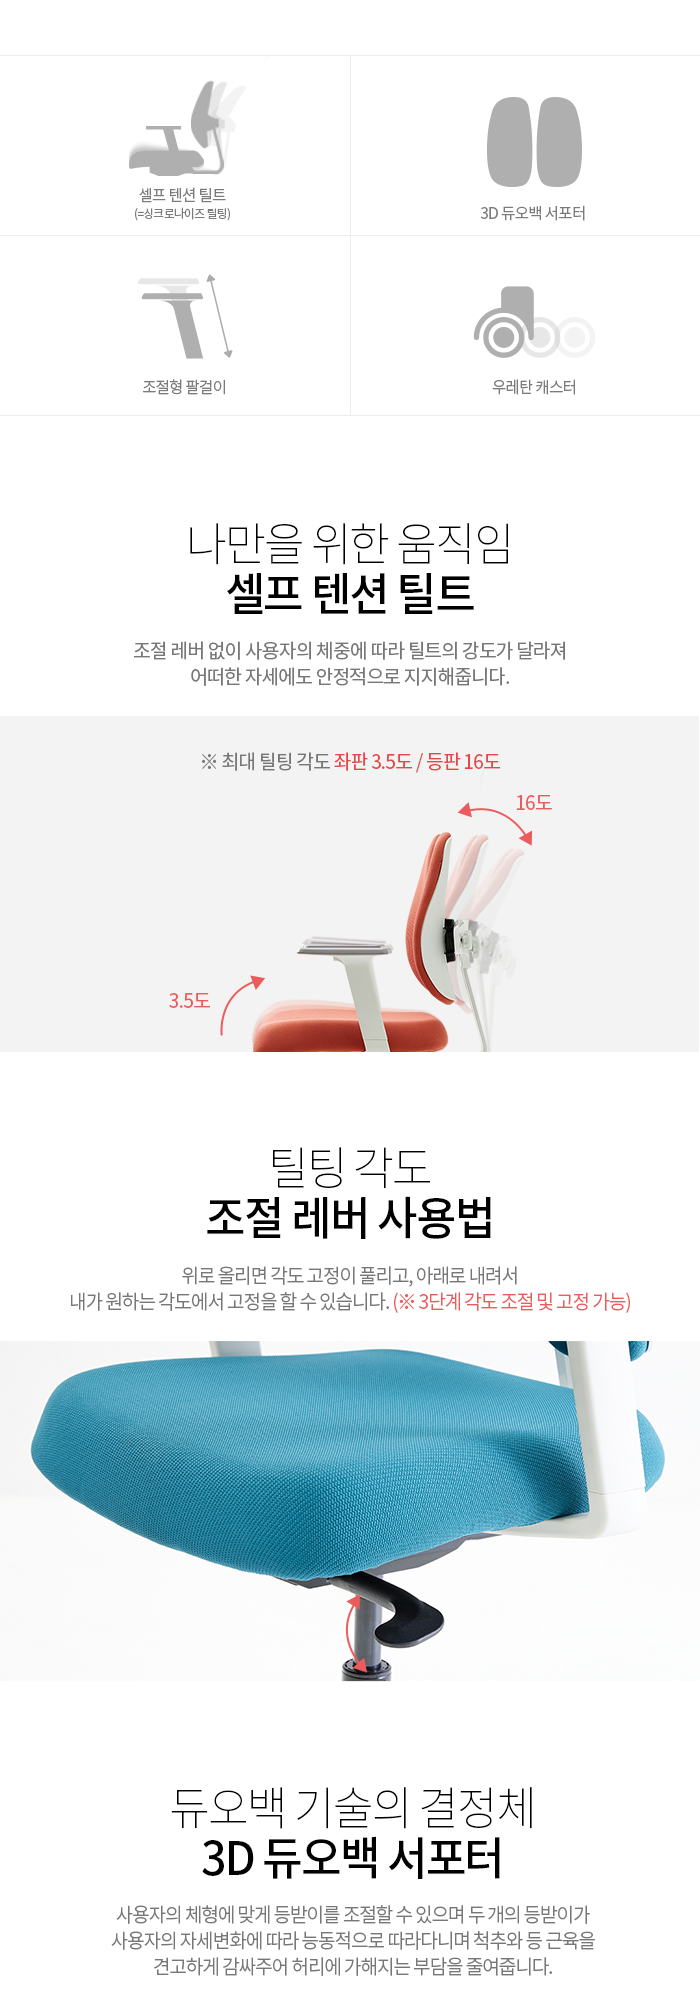 셀프 텐션 틸트
(=싱크로나이즈 틸팅)
3D 듀오백 서포터
조절형 팔걸이
우레탄 캐스터
나만을 위한 움직임
셀프 텐션 틸트
조절 레버 없이 사용자의 체중에 따라 틸트의 강도가 달라져
어떠한 자세에도 안정적으로 지지해줍니다.
※ 최대 틸팅 각도 좌판 3.5도 / 등판 16도
16도
3.5도
틸팅 각도
조절 레버 사용법
위로 올리면 각도 고정이 풀리고, 아래로 내려서
내가 원하는 각도에서 고정을 할 수 있습니다. (※ 3단계 각도 조절 및 고정 가능)
듀오백 기술의 결정체
3D 듀오백 서포터
사용자의 체형에 맞게 등받이를 조절할 수 있으며 두 개의 등받이가
사용자의 자세변화에 따라 능동적으로 따라다니며 척추와 등 근육을
견고하게 감싸주어 허리에 가해지는 부담을 줄여줍니다.